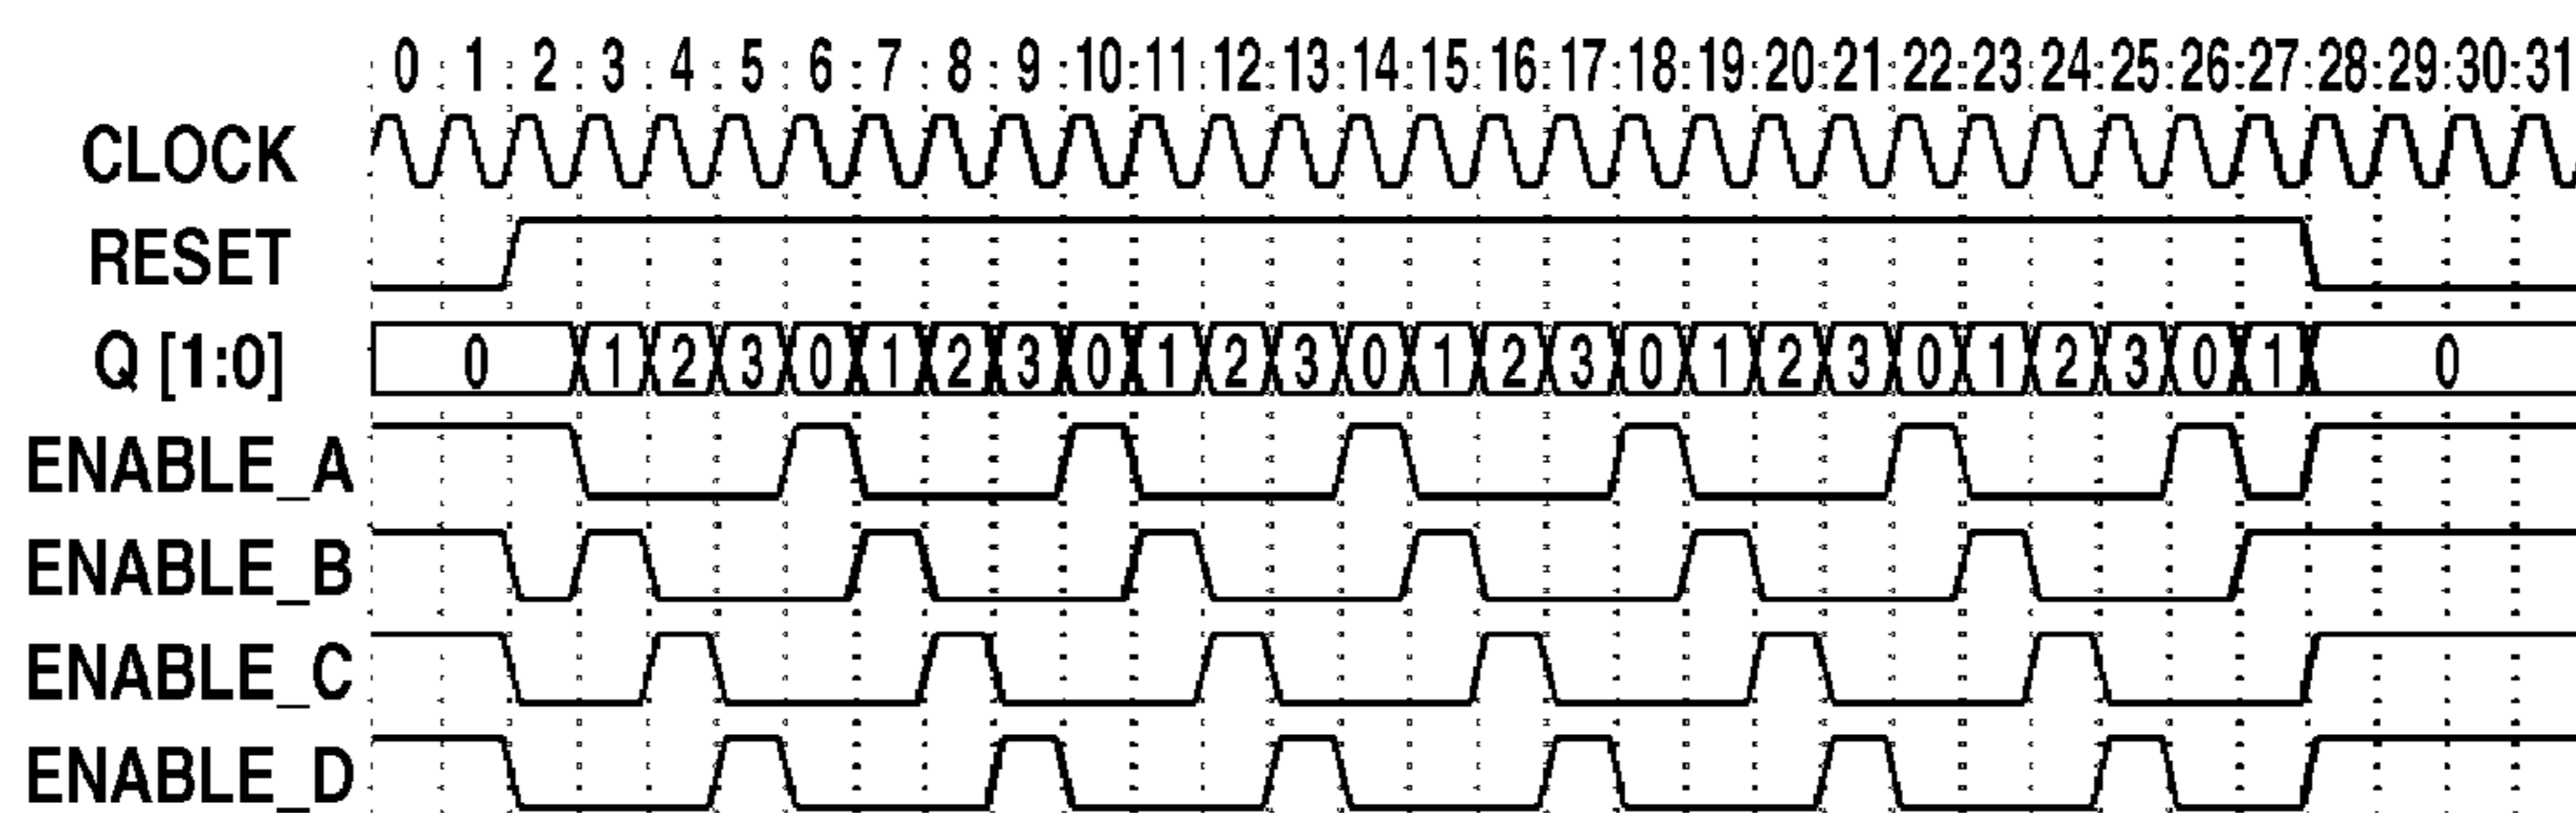 0 1 2 3 4 5 6 7 8 9 10 11 12 13 14 15 16 17 18 19 20 21 22 23 24 25 26 27 28 29 30 31
CLOCK
RESET
Q [1:0] 0 1 2 3 0 1 2 3 0 1 2 3 0 1 2 3 0 1 2 3 0 1 2 3 0 1 0
ENABLE_A
ENABLE_B
ENABLE_C
ENABLE_D